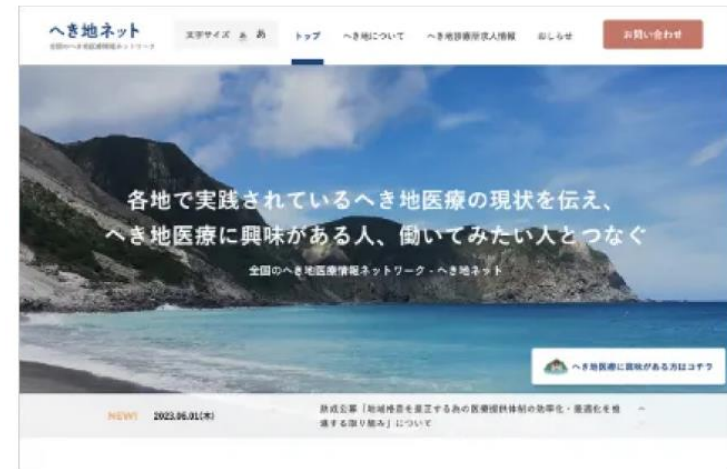 へき地ネット
全国のへき地医療情報ネットワーク
文字サイズ あ あ
トップ
へき地について
へき地診療所求人情報
おしらせ
お問い合わせ
各地で実践されているへき地医療の現状を伝え、
へき地医療に興味がある人、働いてみたい人とつなぐ
全国のへき地医療情報ネットワーク - へき地ネット
へき地医療に興味がある方はコチラ
NEW! 2023.06.01(木)
助成公募「地域格差を是正する為の医療提供体制の効率化・最適化を推
進する取り組み」について